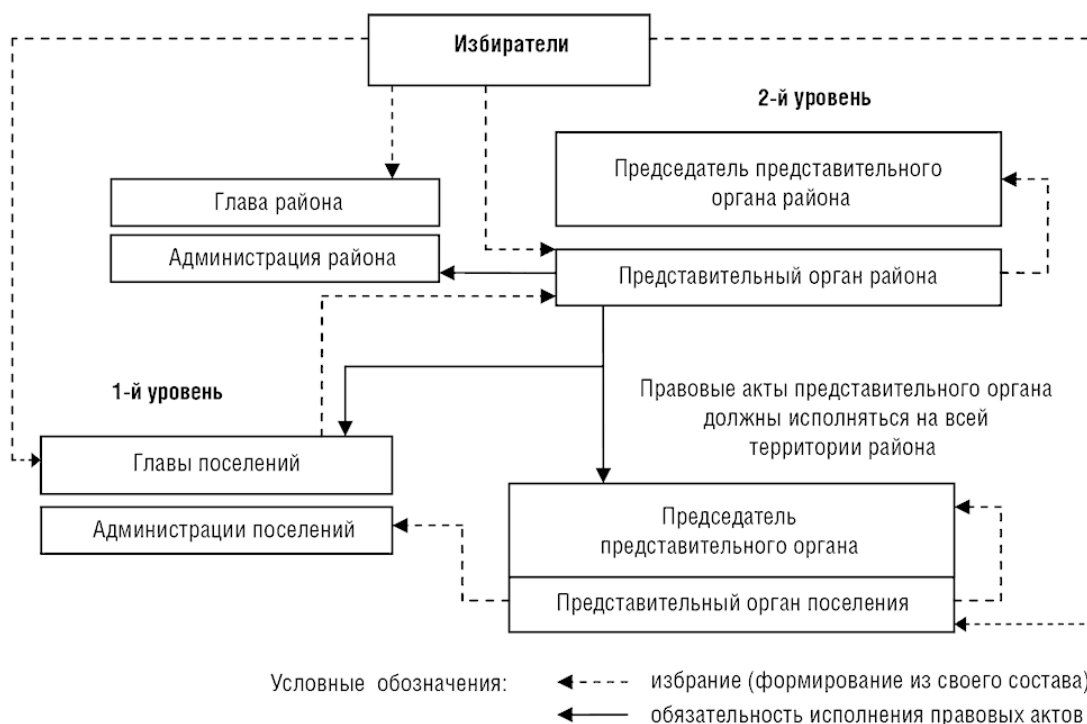 Избиратели
2-й уровень
Председатель представительного
органа района
Глава района
Администрация района
Представительный орган района
1-й уровень
Правовые акты представительного органа
должны исполняться на всей
территории района
Главы поселений
Администрации поселений
Председатель
представительного органа
Представительный орган поселения
Условные обозначения:
избрание (формирование из своего состава)
обязательность исполнения правовых актов